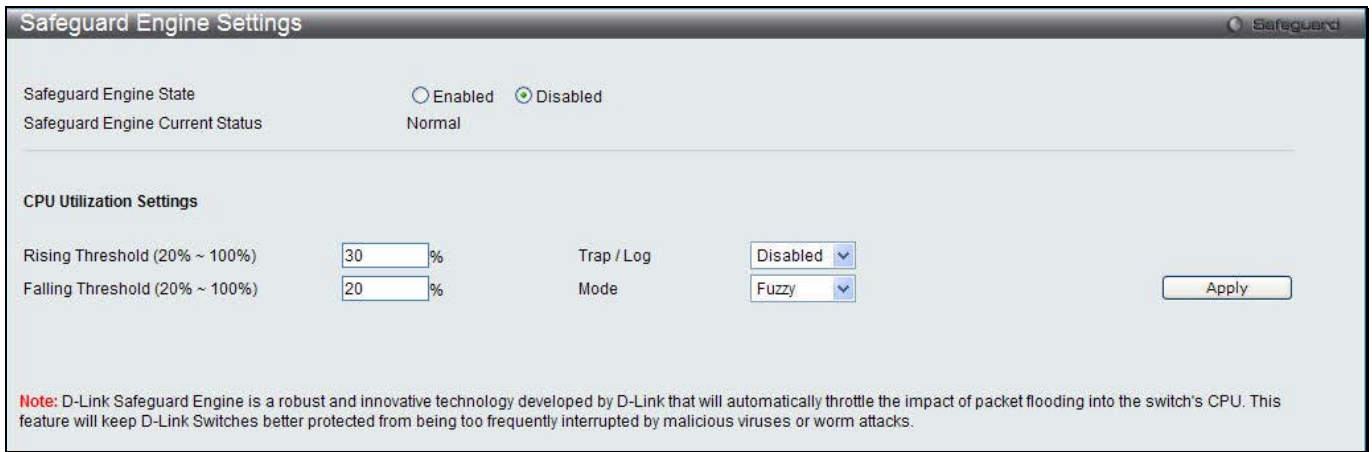 Safeguard Engine Settings
Safeguard
Safeguard Engine State Enabled Disabled
Safeguard Engine Current Status Normal
CPU Utilization Settings
Rising Threshold (20% ~ 100%) 30 % Trap / Log Disabled
Falling Threshold (20% ~ 100%) 20 % Mode Fuzzy Apply
Note: D-Link Safeguard Engine is a robust and innovative technology developed by D-Link that will automatically throttle the impact of packet flooding into the switch's CPU. This
feature will keep D-Link Switches better protected from being too frequently interrupted by malicious viruses or worm attacks.